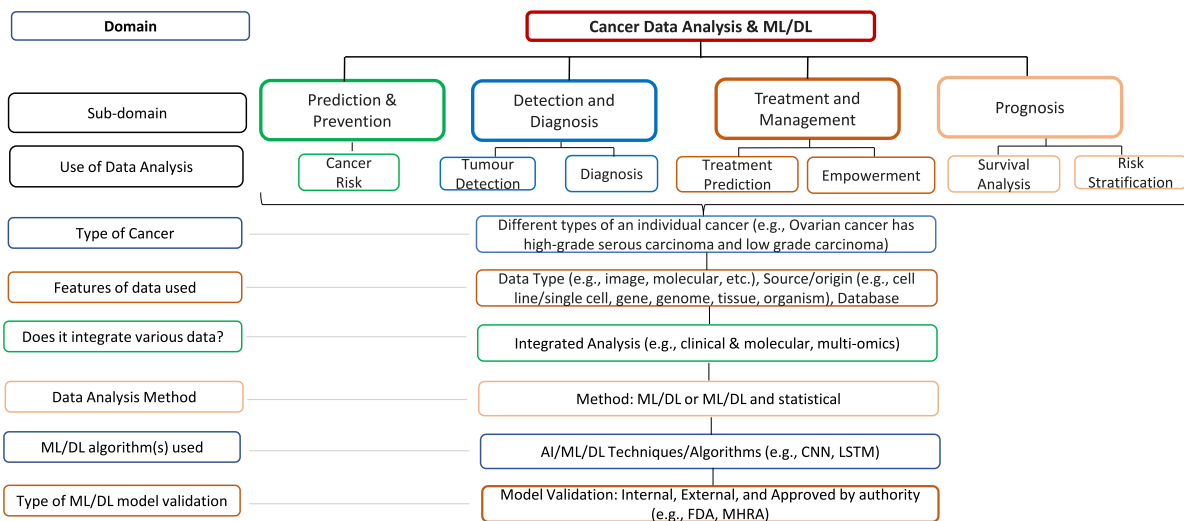 Domain
Cancer Data Analysis & ML/DL
Sub-domain
Prediction &
Prevention
Detection and
Diagnosis
Treatment and
Management
Prognosis
Use of Data Analysis
Cancer
Risk
Tumour
Detection
Diagnosis
Treatment
Prediction
Empowerment
Survival
Analysis
Risk
Stratification
Type of Cancer
Different types of an individual cancer (e.g., Ovarian cancer has
high-grade serous carcinoma and low grade carcinoma)
Features of data used
Data Type (e.g., image, molecular, etc.), Source/origin (e.g., cell
line/single cell, gene, genome, tissue, organism), Database
Does it integrate various data?
Integrated Analysis (e.g., clinical & molecular, multi-omics)
Data Analysis Method
Method: ML/DL or ML/DL and statistical
ML/DL algorithm(s) used
AI/ML/DL Techniques/Algorithms (e.g., CNN, LSTM)
Type of ML/DL model validation
Model Validation: Internal, External, and Approved by authority
(e.g., FDA, MHRA)